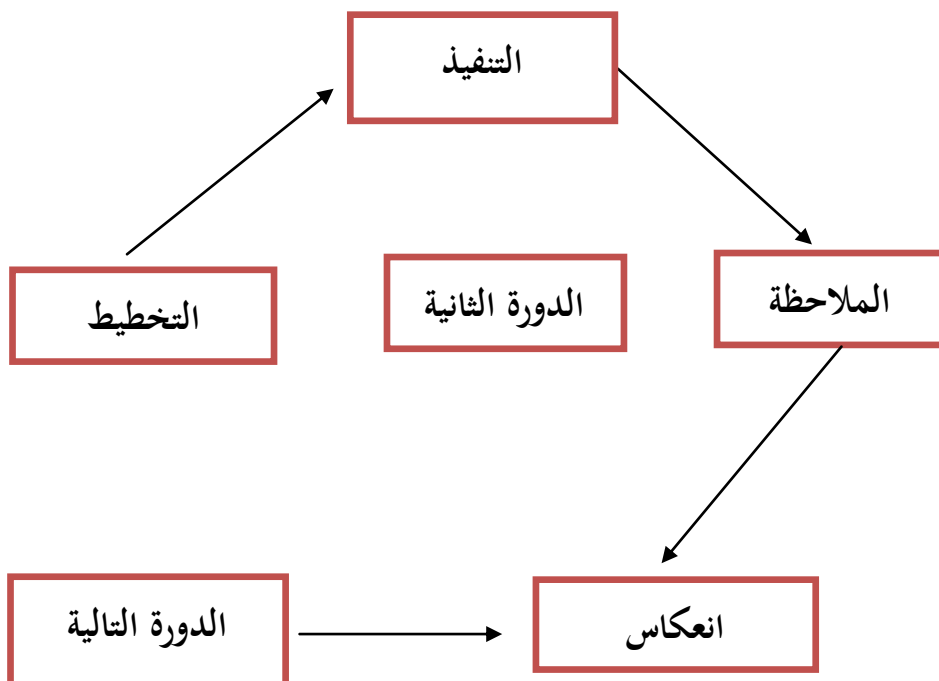 التنفيذ
الملاحظة
الدورة الثانية
التخطيط
انعكاس
الدورة التالية